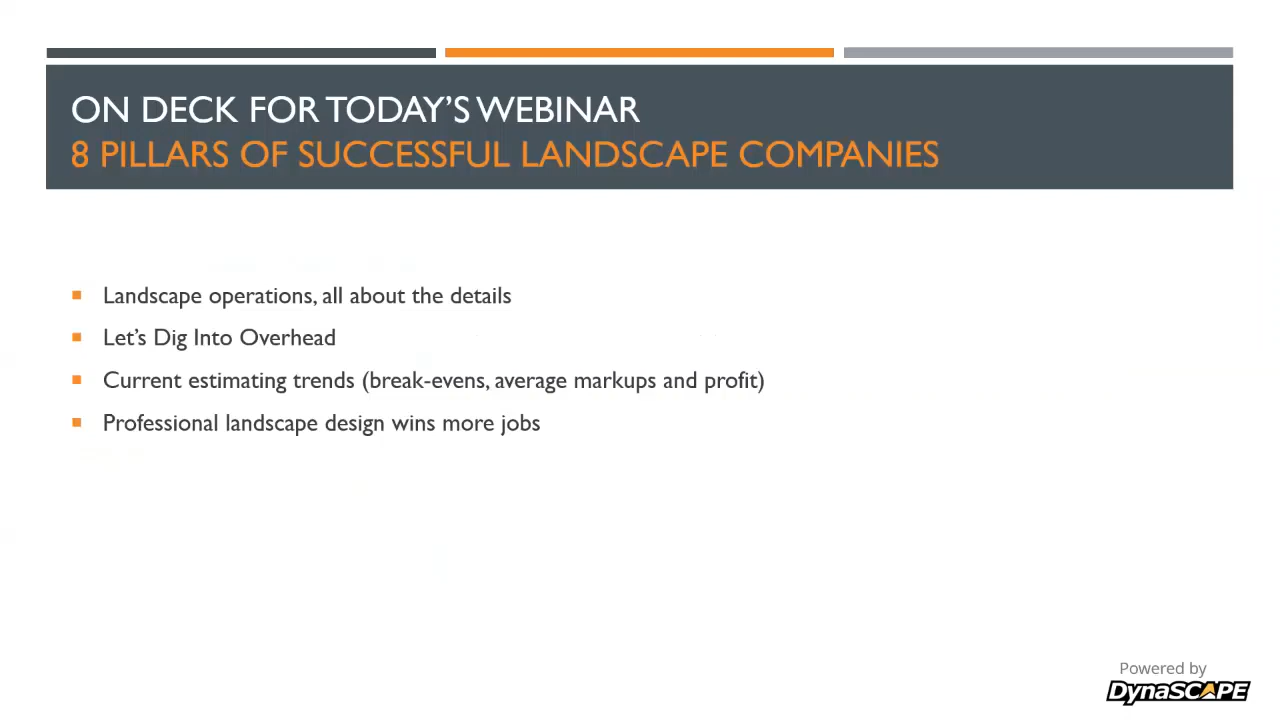 ON DECK FOR TODAY'S WEBINAR
8 PILLARS OF SUCCESSFUL LANDSCAPE COMPANIES
Landscape operations, all about the details
Let's Dig Into Overhead
Current estimating trends (break-evens, average markups and profit)
Professional landscape design wins more jobs
Powered by
DynaSCAPE